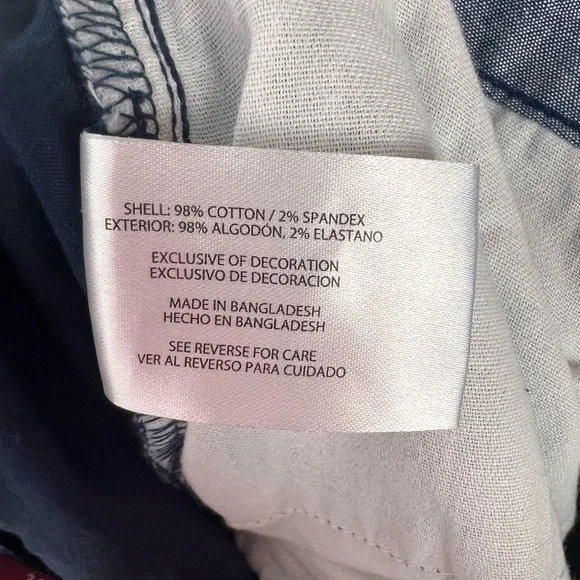 SHELL: 98% COTTON / 2% SPANDEX
EXTERIOR: 98% ALGODÓN, 2% ELASTANO
EXCLUSIVE OF DECORATION
EXCLUSIVO DE DECORACION
MADE IN BANGLADESH
HECHO EN BANGLADESH
SEE REVERSE FOR CARE
VER AL REVERSO PARA CUIDADO